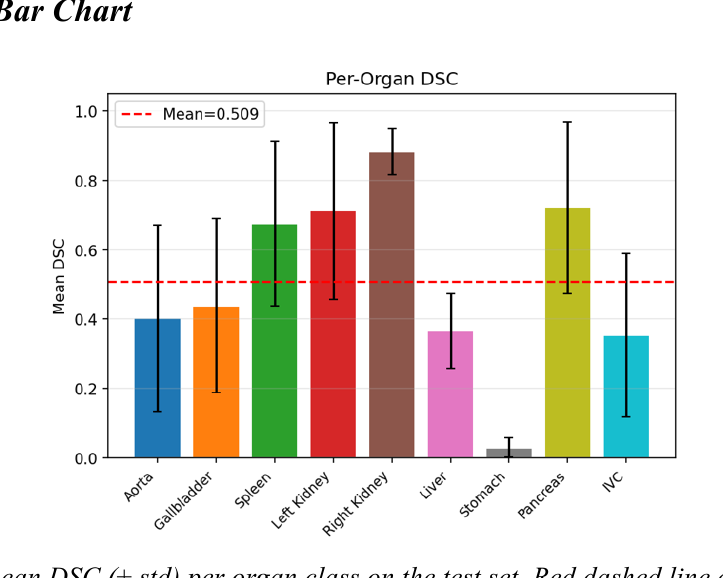 Bar Chart
Per-Organ DSC
Mean=0.509
1.0
0.8
0.6
0.4
0.2
0.0
Mean DSC
Aorta
Gallbladder
Spleen
Left Kidney
Right Kidney
Liver
Stomach
Pancreas
IVC
DSC (± std) per organ class on the test set. Red dashed line